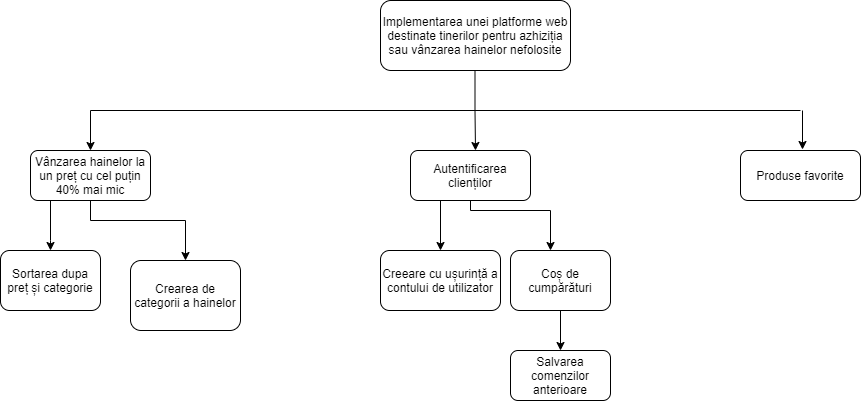 Implementarea unei platforme web
destinate tinerilor pentru azhiziția
sau vânzarea hainelor nefolosite
Vânzarea hainelor la
un preț cu cel puțin
40% mai mic
Autentificarea
clienților
Produse favorite
Sortarea dupa
preț și categorie
Crearea de
categorii a hainelor
Creeare cu ușurință a
contului de utilizator
Coș de
cumpărături
Salvarea
comenzilor
anterioare